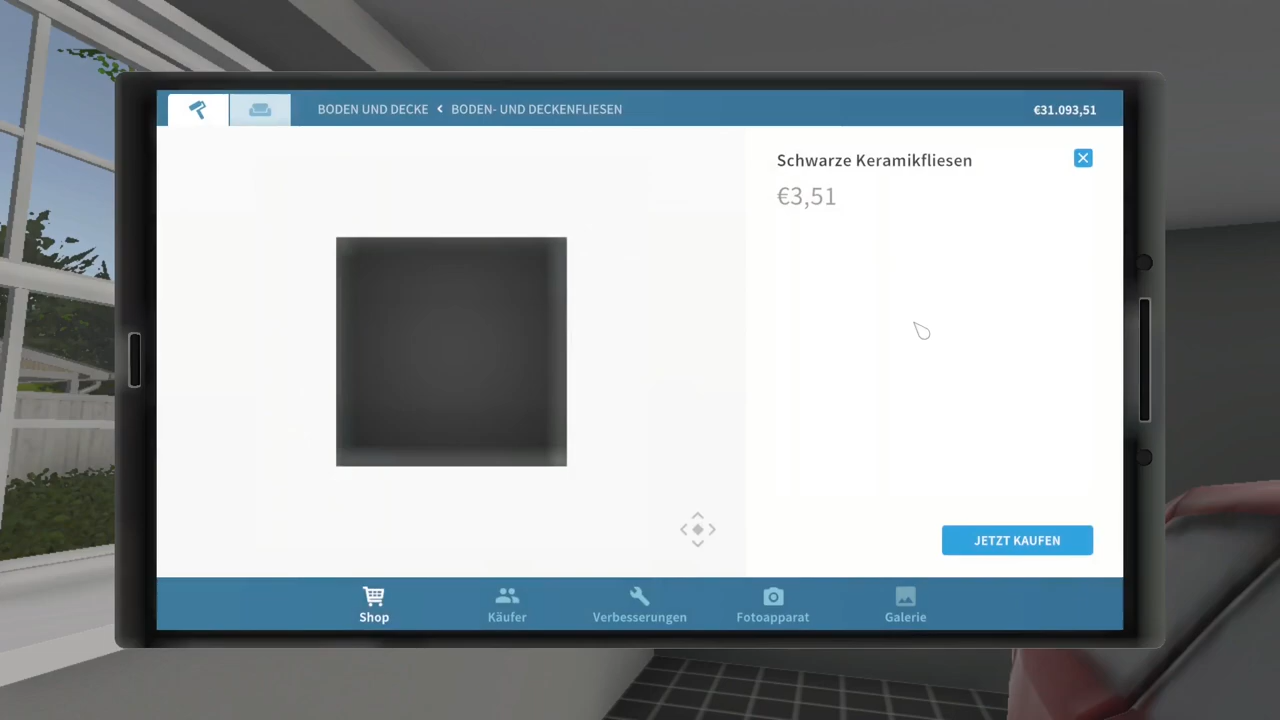 BODEN UND DECKE < BODEN- UND DECKENFLIESEN
€31.093,51
Schwarze Keramikfliesen
€3,51
JETZT KAUFEN
Shop
Käufer
Verbesserungen
Fotoapparat
Galerie